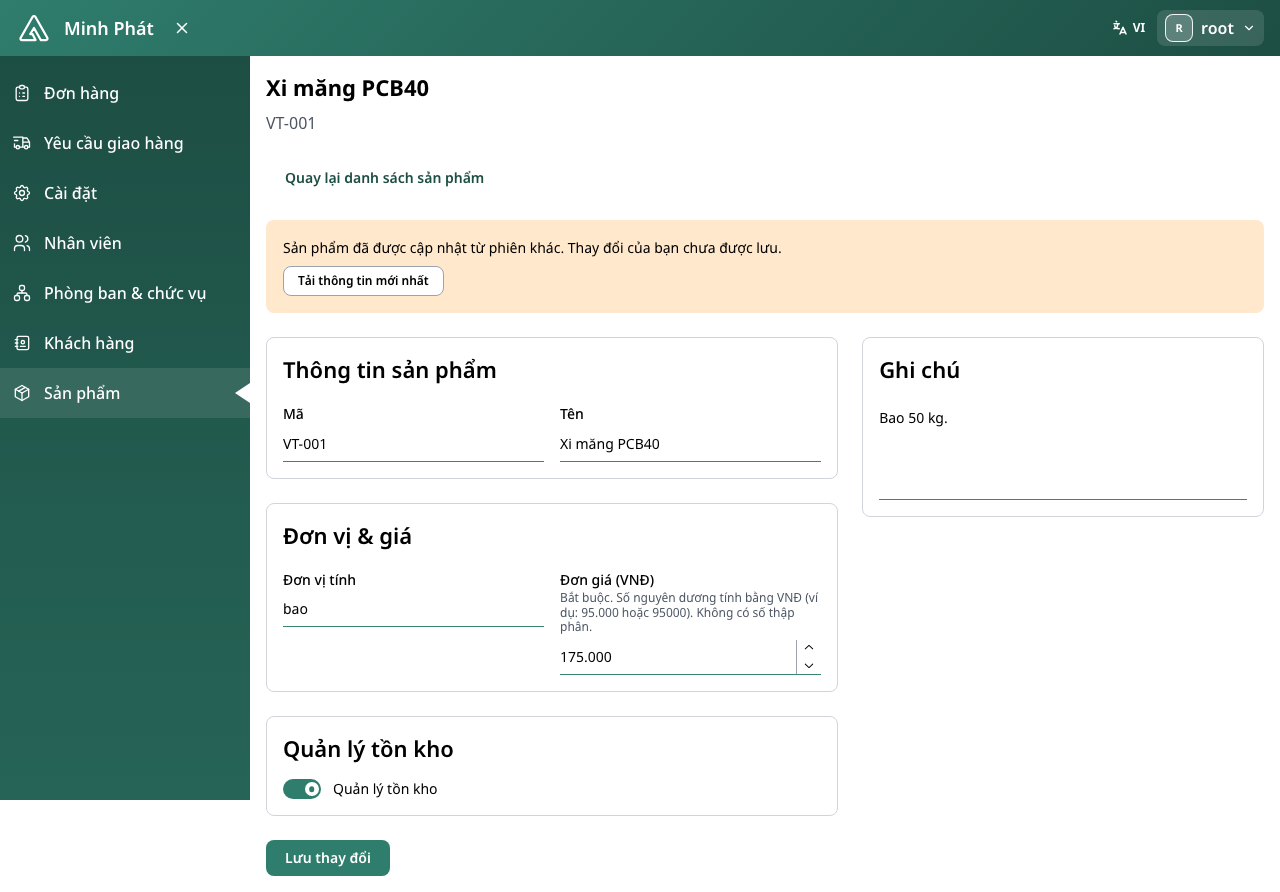 Minh Phát
VI
R
root
Đơn hàng
Yêu cầu giao hàng
Cài đặt
Nhân viên
Phòng ban & chức vụ
Khách hàng
Sản phẩm
Xi măng PCB40
VT-001
Quay lại danh sách sản phẩm
Sản phẩm đã được cập nhật từ phiên khác. Thay đổi của bạn chưa được lưu.
Tải thông tin mới nhất
Thông tin sản phẩm
Mã
Tên
VT-001
Xi măng PCB40
Ghi chú
Bao 50 kg.
Đơn vị & giá
Đơn vị tính
bao
Đơn giá (VNĐ)
Bắt buộc. Số nguyên dương tính bằng VNĐ (ví
dụ: 95.000 hoặc 95000). Không có số thập
phân.
175.000
Quản lý tồn kho
Quản lý tồn kho
Lưu thay đổi